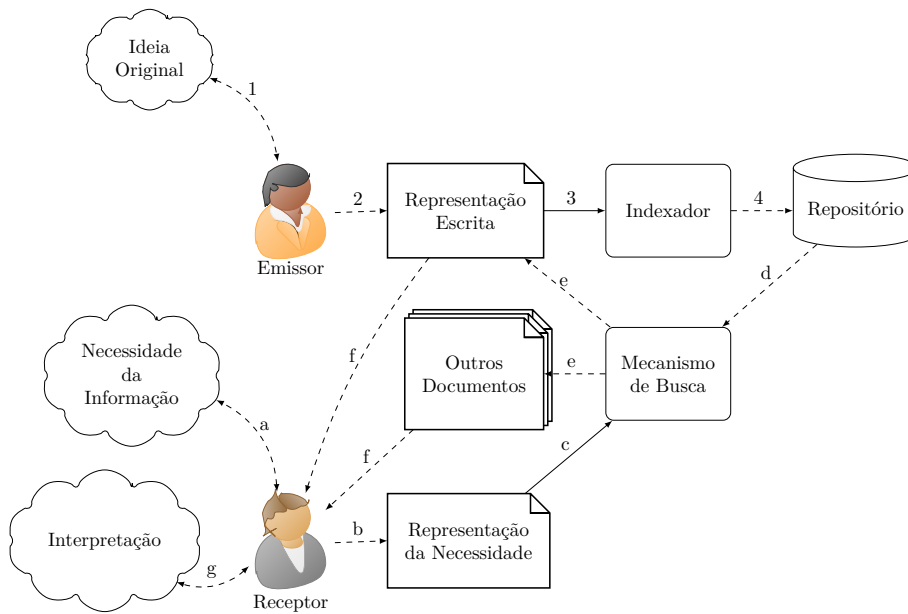 Ideia
Original
1
2
Representação
Escrita
3
Indexador
4
Repositório
Emissor
e
d
Necessidade
da
Informação
f
Outros
Documentos
e
Mecanismo
de Busca
a
f
c
Interpretação
g
b
Representação
da Necessidade
Receptor